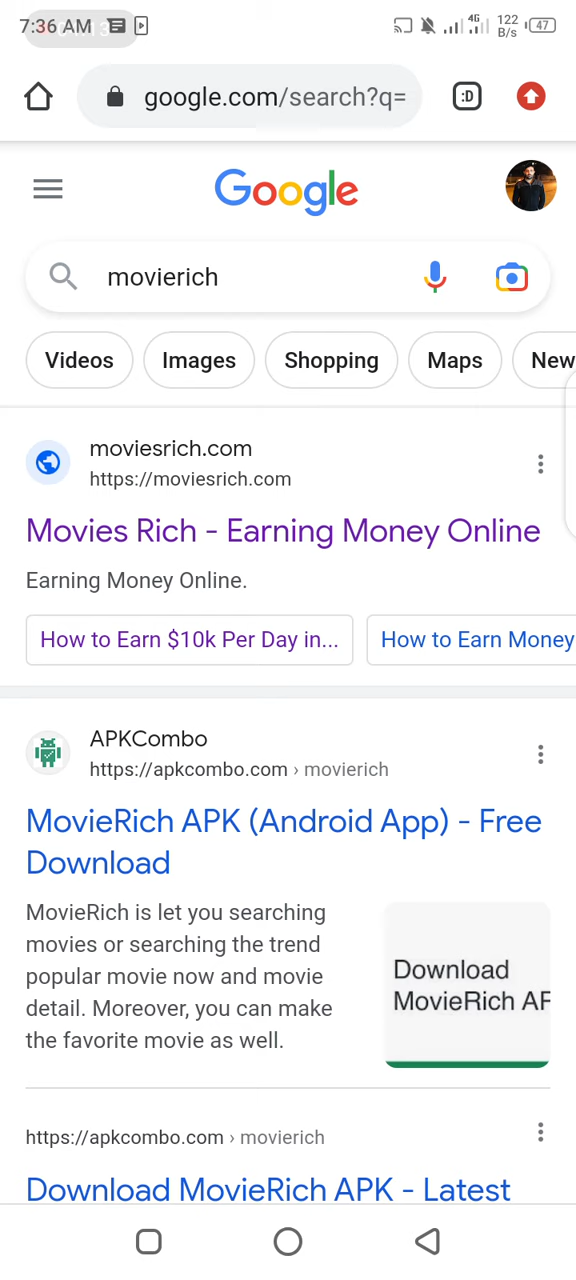 7:36 AM
4G
122
B/s
47
google.com/search?q=
:D
Google
movierich
Videos
Images
Shopping
Maps
New
moviesrich.com
https://moviesrich.com
Movies Rich - Earning Money Online
Earning Money Online.
How to Earn $10k Per Day in...
How to Earn Money
APKCombo
https://apkcombo.com › movierich
MovieRich APK (Android App) - Free
Download
MovieRich is let you searching
movies or searching the trend
popular movie now and movie
detail. Moreover, you can make
the favorite movie as well.
Download
MovieRich AP
https://apkcombo.com › movierich
Download MovieRich APK - Latest